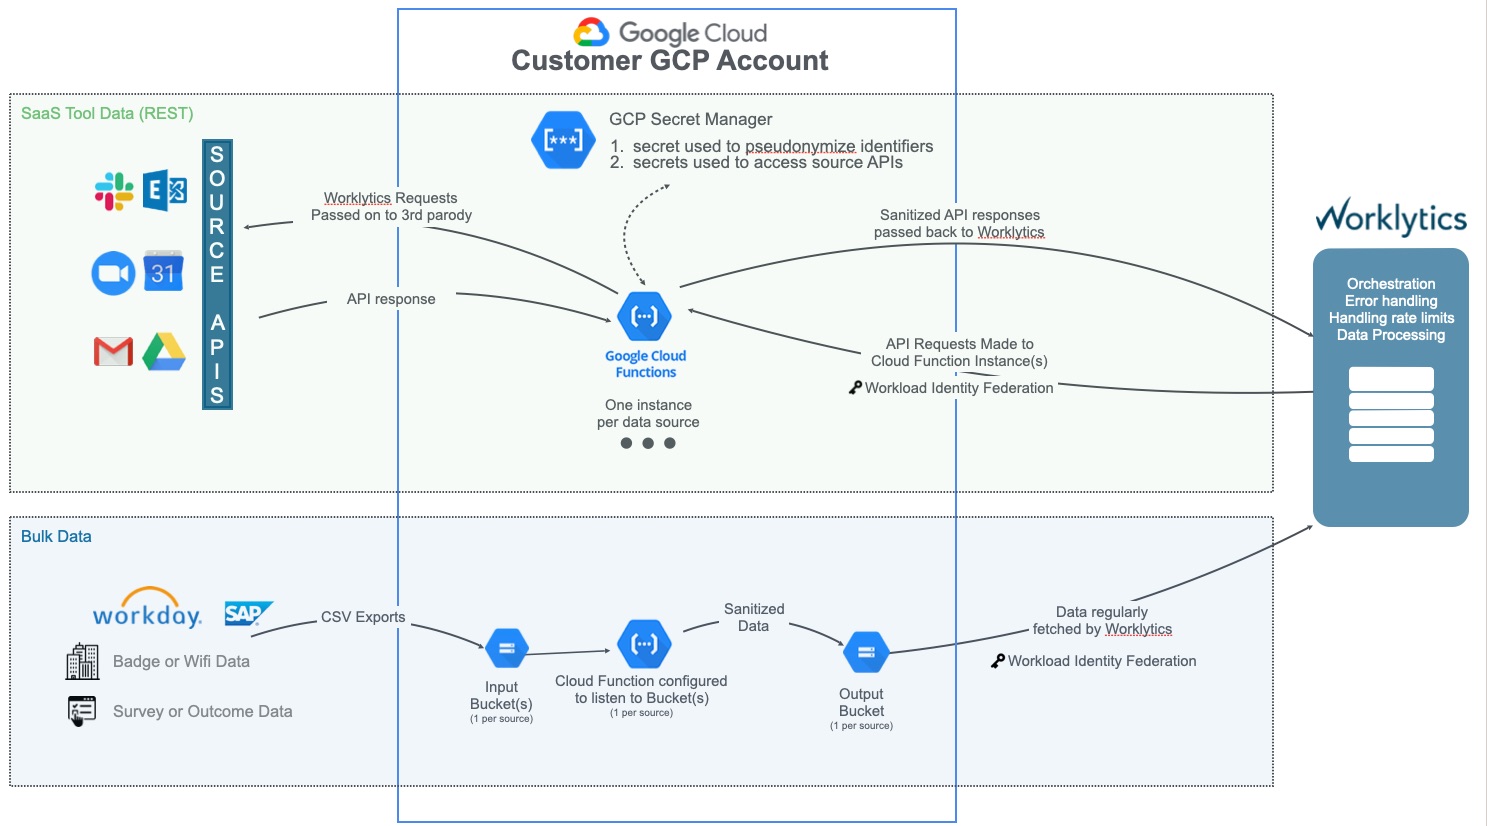 Google Cloud
Customer GCP Account
SaaS Tool Data (REST)
SOURCE APIS
E
31
[***]
GCP Secret Manager
1. secret used to pseudonymize identifiers
2. secrets used to access source APIs
Worklytics Requests
Passed on to 3rd parody
API response
Google Cloud
Functions
One instance
per data source
Sanitized API responses
passed back to Worklytics
API Requests Made to
Cloud Function Instance(s)
Workload Identity Federation
Worklytics
Orchestration
Error handling
Handling rate limits
Data Processing
Bulk Data
workday.
SAP
Badge or Wifi Data
Survey or Outcome Data
CSV Exports
Input
Bucket(s)
(1 per source)
Cloud Function configured
to listen to Bucket(s)
(1 per source)
Sanitized
Data
Output
Bucket
(1 per source)
Data regularly
fetched by Worklytics
Workload Identity Federation